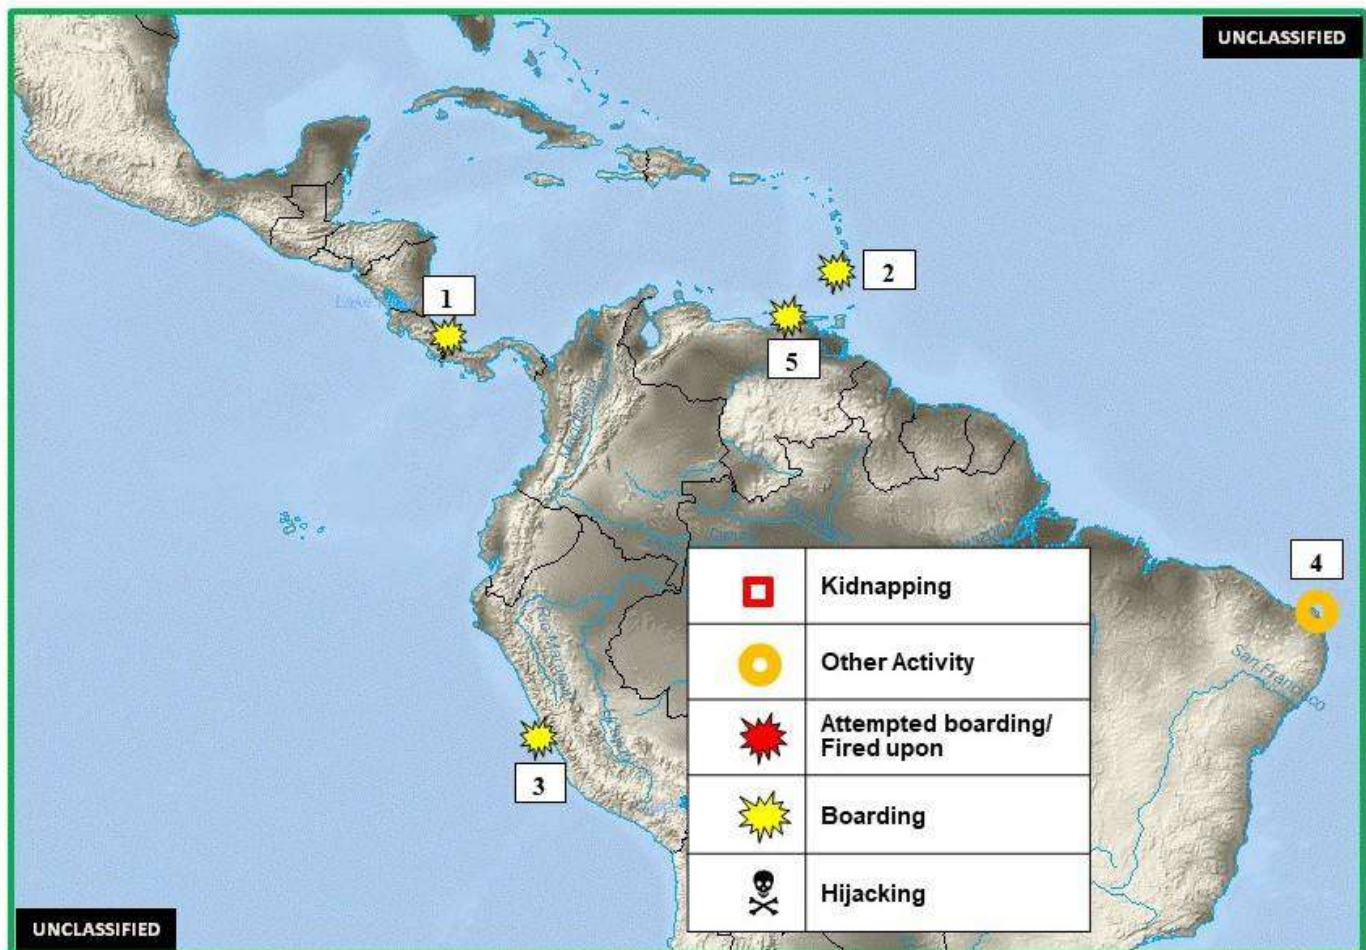 UNCLASSIFIED
2
1
5
4
San Francisco
3
Kidnapping
Other Activity
Attempted boarding/
Fired upon
Boarding
Hijacking
UNCLASSIFIED